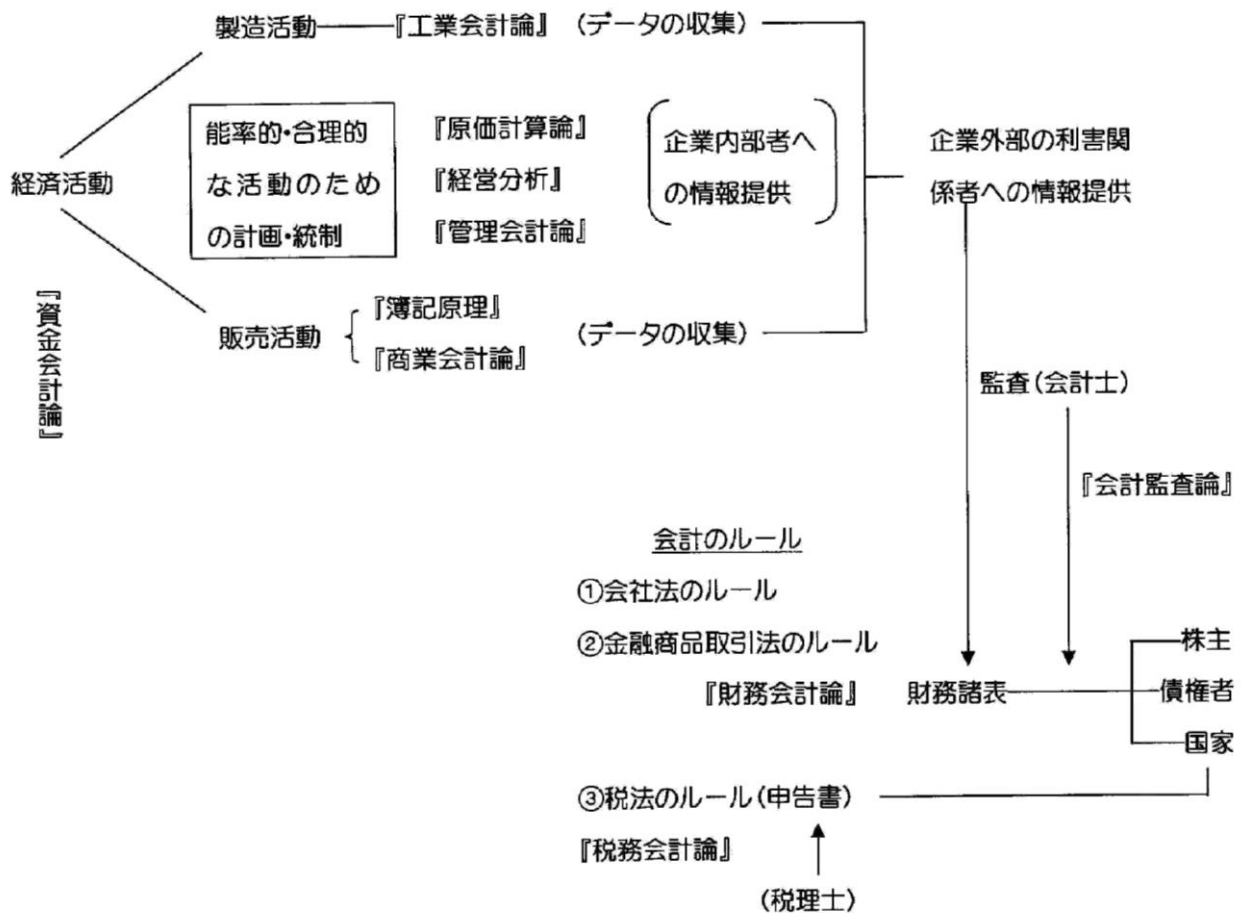 製造活動 『工業会計論』 (データの収集)
能率的・合理的
な活動のため
の計画・統制
『原価計算論』
『経営分析』
『管理会計論』
企業内部者へ
の情報提供
企業外部の利害関
係者への情報提供
経済活動
『資金会計論』
販売活動
『簿記原理』
『商業会計論』
(データの収集)
監査(会計士)
『会計監査論』
会計のルール
①会社法のルール
②金融商品取引法のルール
『財務会計論』 財務諸表
株主
債権者
国家
③税法のルール(申告書)
『税務会計論』
(税理士)